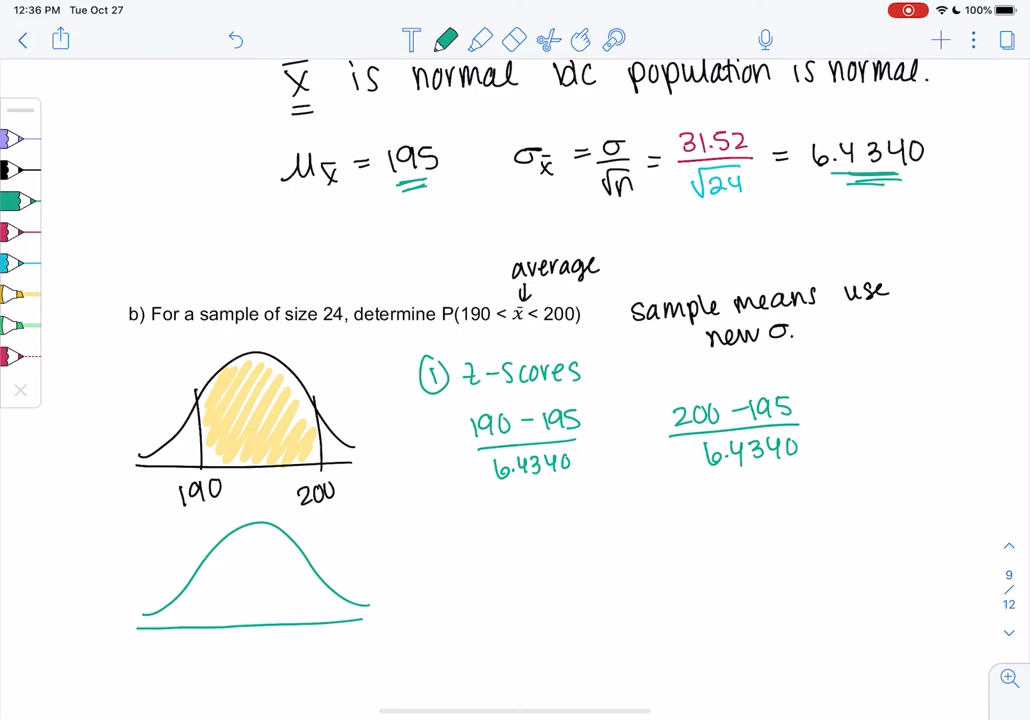 12:36 PM Tue Oct 27 100%
T
x̄ is normal b/c population is normal.
μx̄ = 195 σx̄ = σ/√n = 31.52/√24 = 6.4340
average
b) For a sample of size 24, determine P(190 < x̄ < 200)
sample means use
new σ.
① z-scores
190 - 195 / 6.4340
200 - 195 / 6.4340
190 200
9
/
12